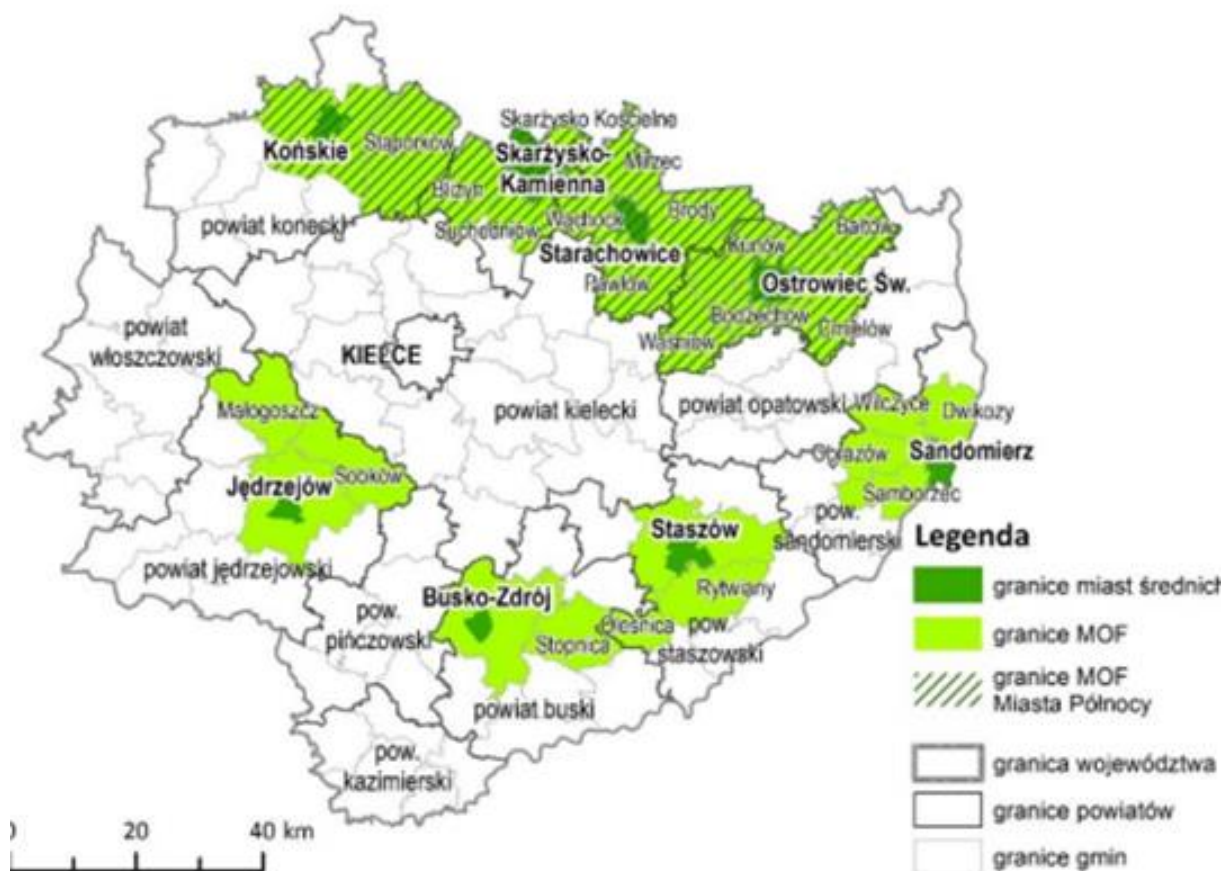 Skarżysko Kościelne
Końskie
Stąporków
Skarżysko-
Kamienna
Mirzec
Bliżyn
Wąchock
Brody
powiat konecki
Suchedniów
Starachowice
Kunów
Bałtów
Pawłów
Ostrowiec Św.
Bodzechów
Ćmielów
Waśniów
powiat
włoszczowski
KIELCE
powiat kielecki
powiat opatowski
Wilczyce
Dwikozy
Małogoszcz
Obrazów
Sandomierz
Sobków
Jędrzejów
Samborzec
pow.
sandomierski
Staszów
powiat jędrzejowski
Rytwiany
Busko-Zdrój
pow.
pińczowski
Oleśnica
Stopnica
pow.
staszowski
powiat buski
pow.
kazimierski
Legenda
granice miast średnich
granice MOF
granice MOF
Miasta Północy
granica województwa
granice powiatów
granice gmin
0 20 40 km